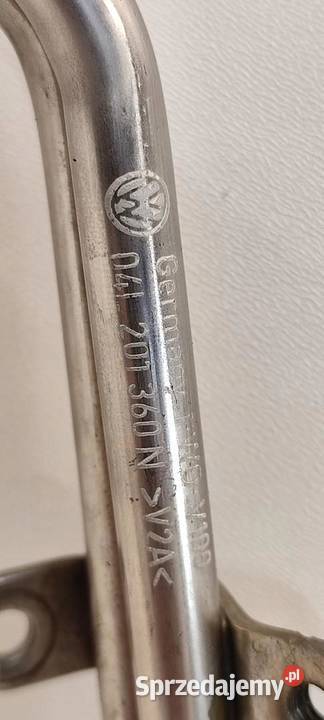 Germany
04L 201 360 N >V2A<
Sprzedajemy.pl